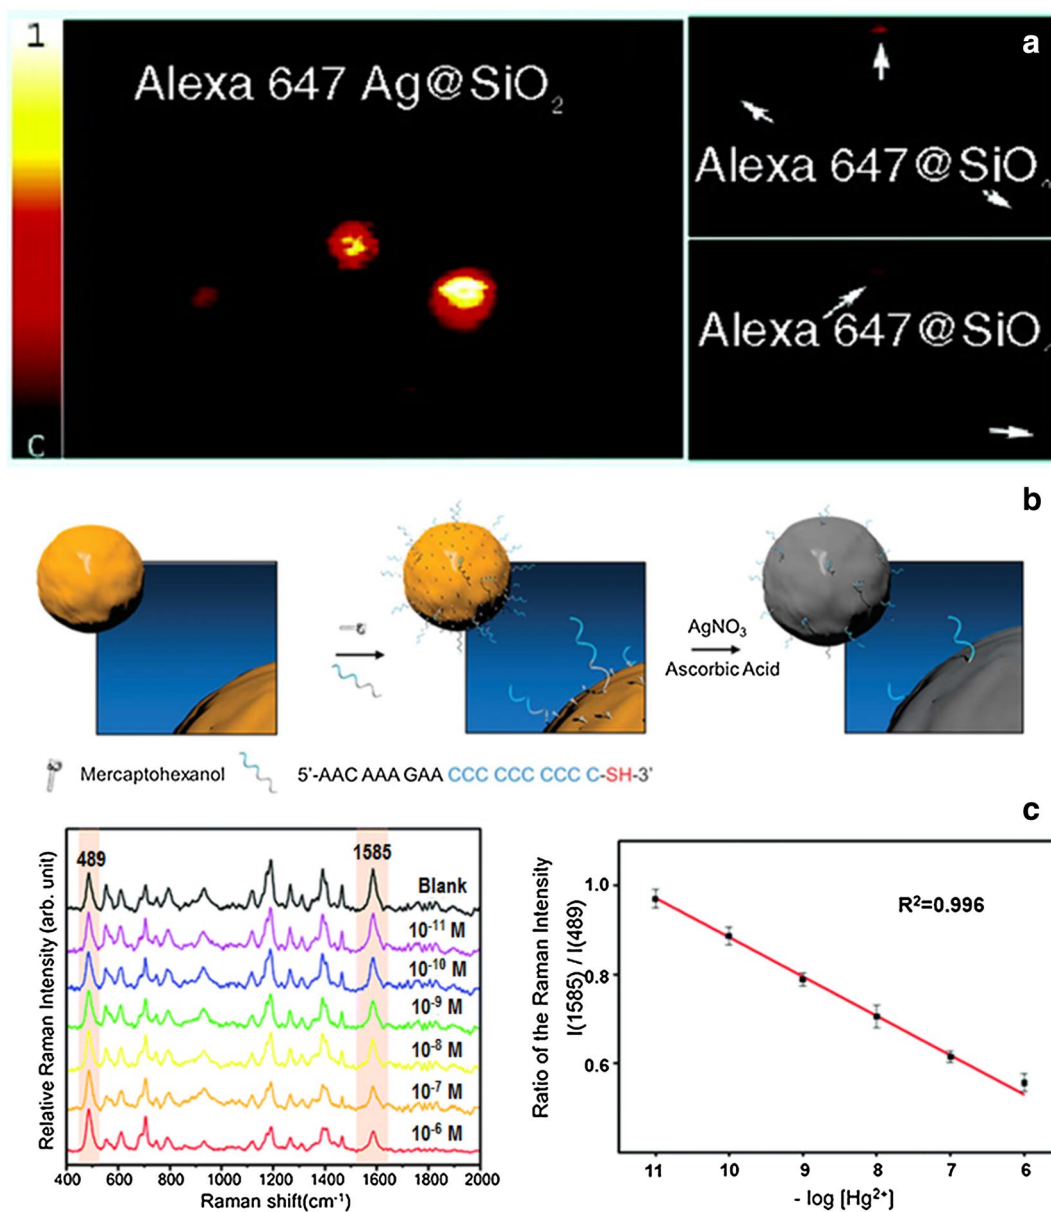 a
1
Alexa 647 Ag@SiO₂
C
Alexa 647@SiO
Alexa 647@SiO
b
AgNO₃
Ascorbic Acid
Mercaptohexanol
5'-AAC AAA GAA CCC CCC CCC C-SH-3'
c
Relative Raman Intensity (arb. unit)
489
1585
Blank
10⁻¹¹ M
10⁻¹⁰ M
10⁻⁹ M
10⁻⁸ M
10⁻⁷ M
10⁻⁶ M
400 600 800 1000 1200 1400 1600 1800 2000
Raman shift(cm⁻¹)
Ratio of the Raman Intensity
I(1585) / I(489)
1.0
0.8
0.6
R²=0.996
11 10 9 8 7 6
- log [Hg²⁺]